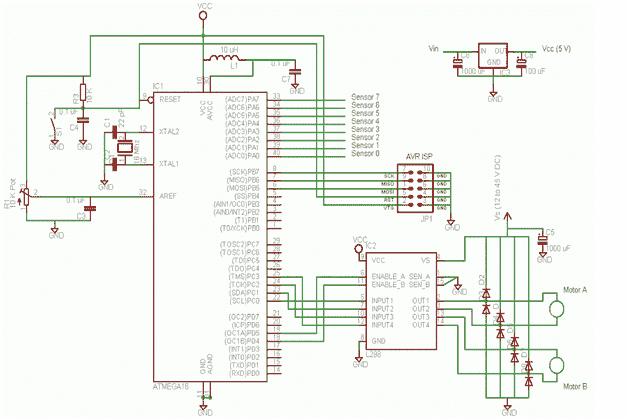 VCC
Vin
IN OUT
Vcc (5 V)
C6
1000 uF
IC3
100 uF
GND
10 uH
L1
0.1 uF
C7
GND
IC1
R3
10 K
0.1 uF
C4
S1
GND
GND
9 RESET
VCC
AVCC
(ADC7)PA7 33 Sensor 7
(ADC6)PA6 34 Sensor 6
(ADC5)PA5 35 Sensor 5
(ADC4)PA4 36 Sensor 4
(ADC3)PA3 37 Sensor 3
(ADC2)PA2 38 Sensor 2
(ADC1)PA1 39 Sensor 1
(ADC0)PA0 40 Sensor 0
C1
22 pF
16 Mhz
12 XTAL2
13 XTAL1
GND
R1
10 K Pot
2
32 AREF
0.1 uF
GND
GND
(SCK)PB7 8
(MISO)PB6 7
(MOSI)PB5 6
(SS)PB4 5
(AIN1/OC0)PB3 4
(AIN0/INT2)PB2 3
(T1)PB1 2
(T0/XCK)PB0 1
AVR ISP
SCK
MISO
MOSI
RST
VTG
GND
GND
GND
GND
JP1
GND
(TOSC2)PC7 29
(TOSC1)PC6 28
(TDI)PC5 27
(TDO)PC4 26
(TMS)PC3 25
(TCK)PC2 24
(SDA)PC1 23
(SCL)PC0 22
(OC2)PD7 21
(ICP)PD6 20
(OC1A)PD5 19
(OC1B)PD4 18
(INT1)PD3 17
(INT0)PD2 16
(TXD)PD1 15
(RXD)PD0 14
GND
AGND
11
31
ATMEGA16
GND
VCC
IC2
9 VCC VS 4
6 ENABLE_A SEN_A 1
11 ENABLE_B SEN_B 15
5 INPUT1 OUT1 2
7 INPUT2 OUT2 3
10 INPUT3 OUT3 13
12 INPUT4 OUT4 14
8 GND
L298
GND
GND
Vs (12 to 45 V DC)
C5
1000 uF
GND
D2
Motor A
Motor B
GND